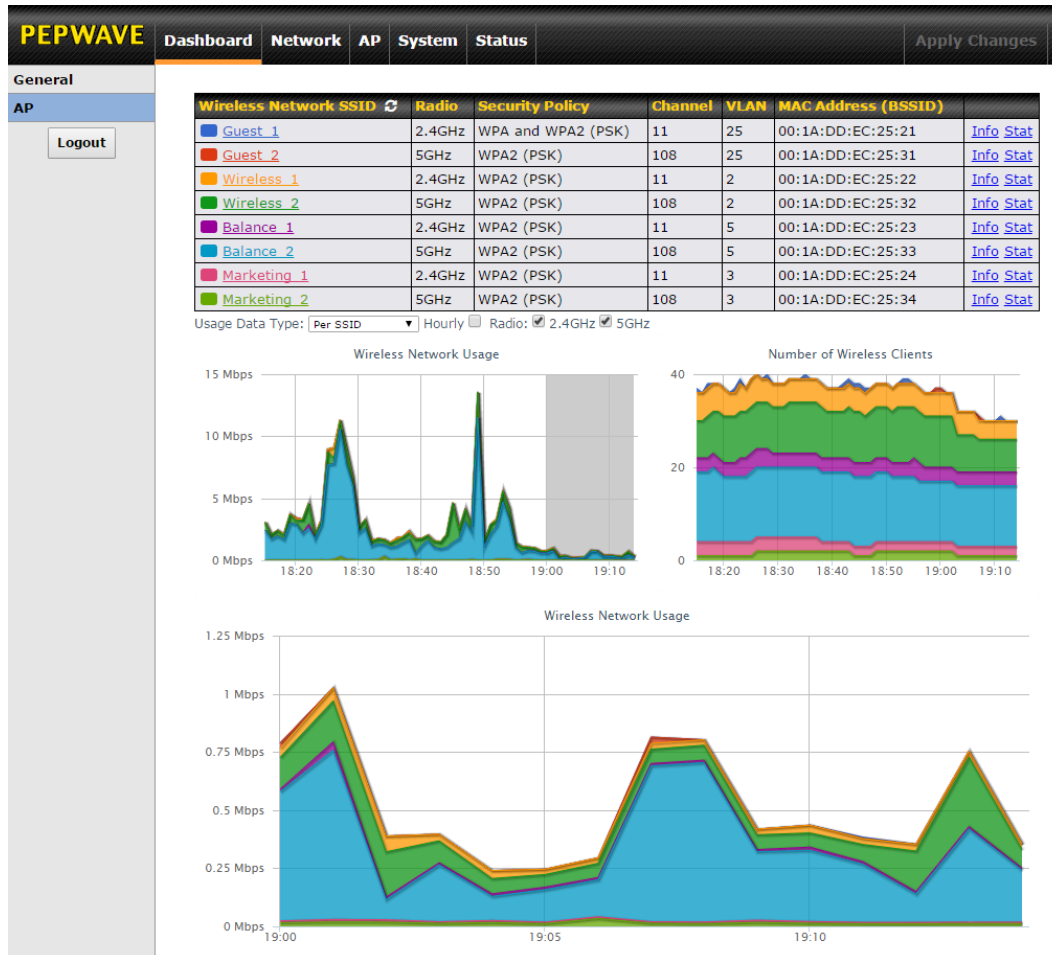 PEPWAVE Dashboard Network AP System Status Apply Changes
General
AP
Logout
Wireless Network SSID Radio Security Policy Channel VLAN MAC Address (BSSID)
Guest_1 2.4GHz WPA and WPA2 (PSK) 11 25 00:1A:DD:EC:25:21 Info Stat
Guest_2 5GHz WPA2 (PSK) 108 25 00:1A:DD:EC:25:31 Info Stat
Wireless_1 2.4GHz WPA2 (PSK) 11 2 00:1A:DD:EC:25:22 Info Stat
Wireless_2 5GHz WPA2 (PSK) 108 2 00:1A:DD:EC:25:32 Info Stat
Balance_1 2.4GHz WPA2 (PSK) 11 5 00:1A:DD:EC:25:23 Info Stat
Balance_2 5GHz WPA2 (PSK) 108 5 00:1A:DD:EC:25:33 Info Stat
Marketing_1 2.4GHz WPA2 (PSK) 11 3 00:1A:DD:EC:25:24 Info Stat
Marketing_2 5GHz WPA2 (PSK) 108 3 00:1A:DD:EC:25:34 Info Stat
Usage Data Type: Per SSID Hourly Radio: 2.4GHz 5GHz
Wireless Network Usage
15 Mbps
10 Mbps
5 Mbps
0 Mbps
18:20 18:30 18:40 18:50 19:00 19:10
Number of Wireless Clients
40
20
0
18:20 18:30 18:40 18:50 19:00 19:10
Wireless Network Usage
1.25 Mbps
1 Mbps
0.75 Mbps
0.5 Mbps
0.25 Mbps
0 Mbps
19:00 19:05 19:10